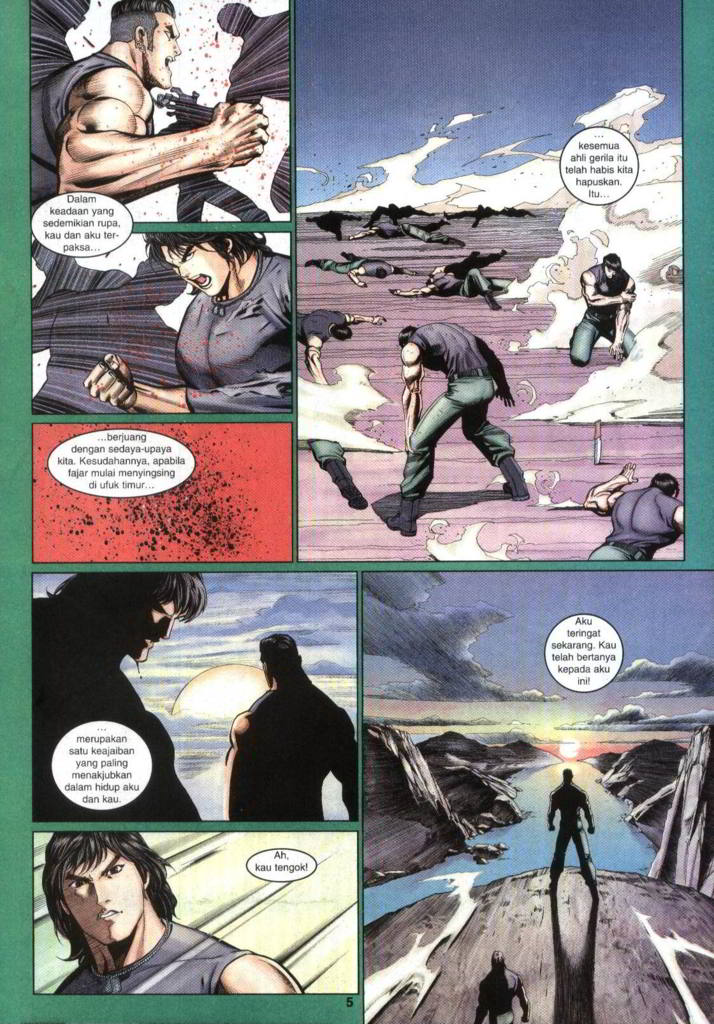 Dalam
keadaan yang
sedemikian rupa,
kau dan aku ter-
paksa...
...berjuang
dengan sedaya-upaya
kita. Kesudahannya, apabila
fajar mulai menyingsing
di ufuk timur...
...
kesemua
ahli gerila itu
telah habis kita
hapuskan.
Itu...
...
merupakan
satu keajaiban
yang paling
menakjubkan
dalam hidup aku
dan kau.
Aku
teringat
sekarang. Kau
telah bertanya
kepada aku
ini!
Ah,
kau tengok!
5